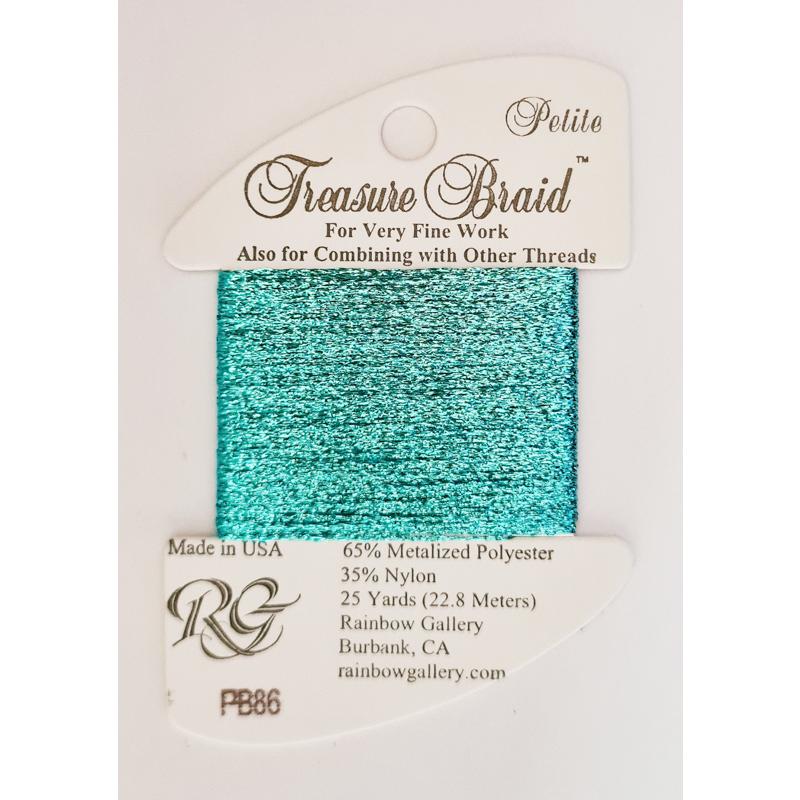 Petite
Treasure Braid™
For Very Fine Work
Also for Combining with Other Threads
Made in USA
65% Metalized Polyester
35% Nylon
25 Yards (22.8 Meters)
Rainbow Gallery
Burbank, CA
rainbowgallery.com
RG
PB86